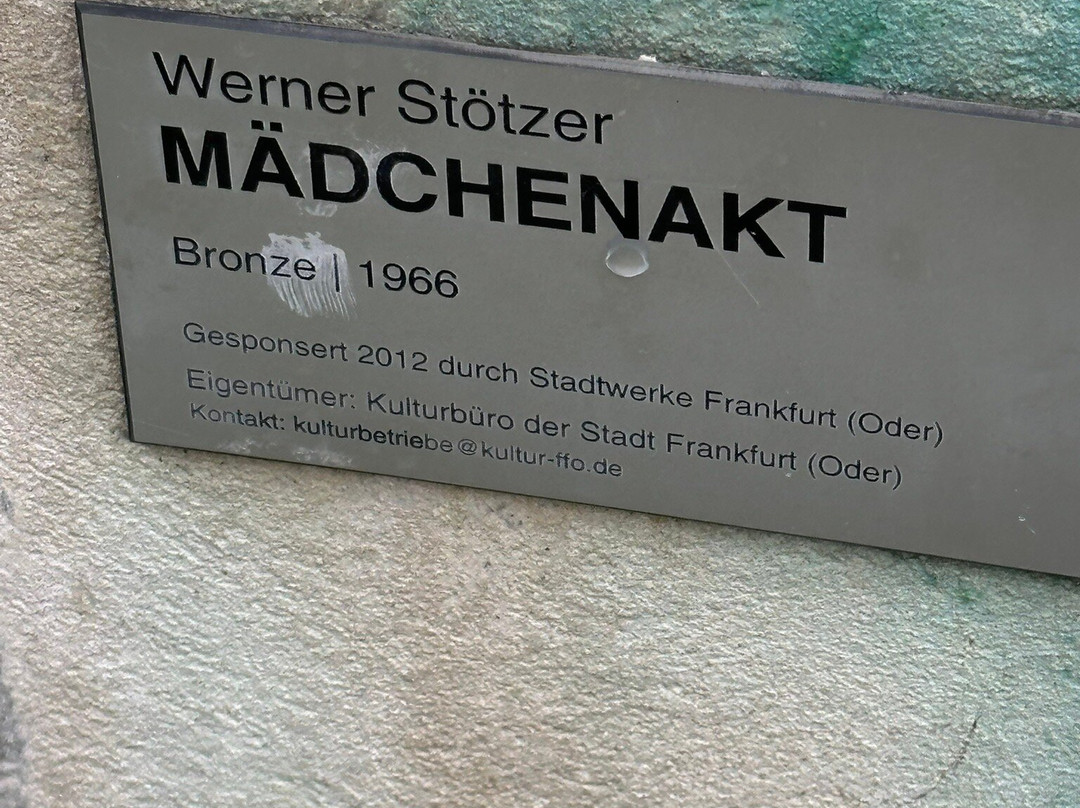 Werner Stötzer
MÄDCHENAKT
Bronze | 1966
Gesponsert 2012 durch Stadtwerke Frankfurt (Oder)
Eigentümer: Kulturbüro der Stadt Frankfurt (Oder)
Kontakt: kulturbetriebe@kultur-ffo.de